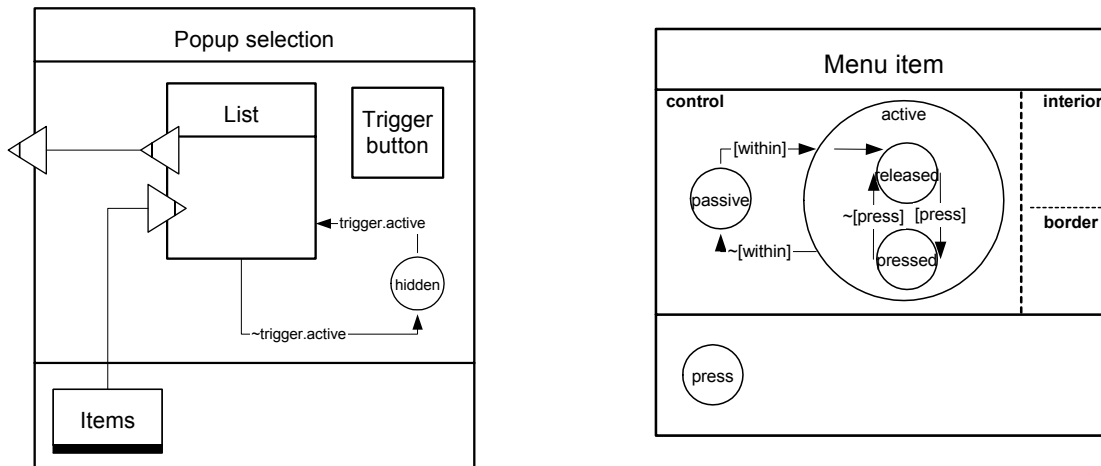 Popup selection
List
Trigger
button
trigger.active
hidden
~trigger.active
Items
Menu item
control
interior
active
[within]
released
passive
~[press]
[press]
border
~[within]
pressed
press